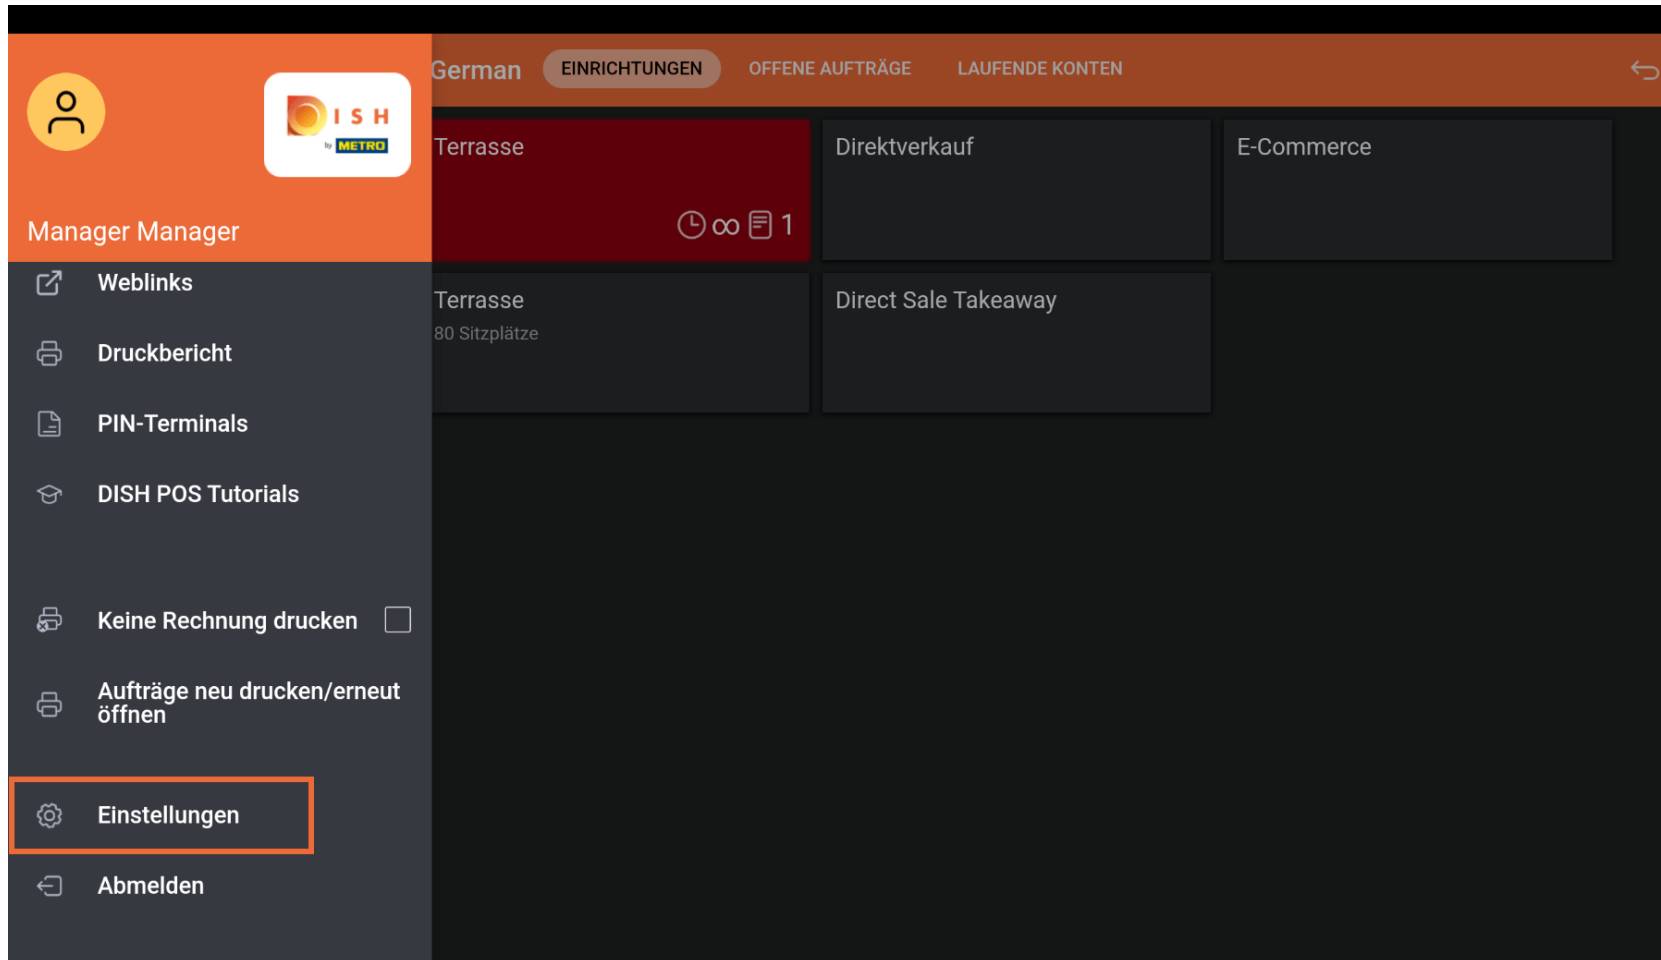 German
EINRICHTUNGEN
OFFENE AUFTRÄGE
LAUFENDE KONTEN
DISH
by METRO
Manager Manager
Weblinks
Druckbericht
PIN-Terminals
DISH POS Tutorials
Keine Rechnung drucken
Aufträge neu drucken/erneut
öffnen
Einstellungen
Abmelden
Terrasse
∞ 1
Direktverkauf
E-Commerce
Terrasse
80 Sitzplätze
Direct Sale Takeaway